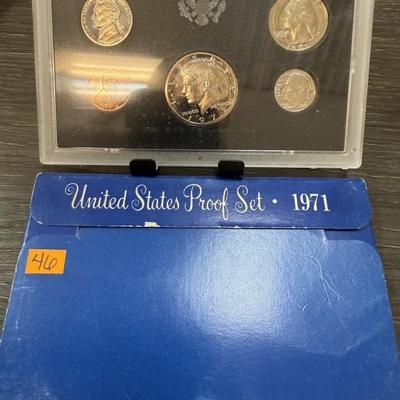 United States Proof Set • 1971
46